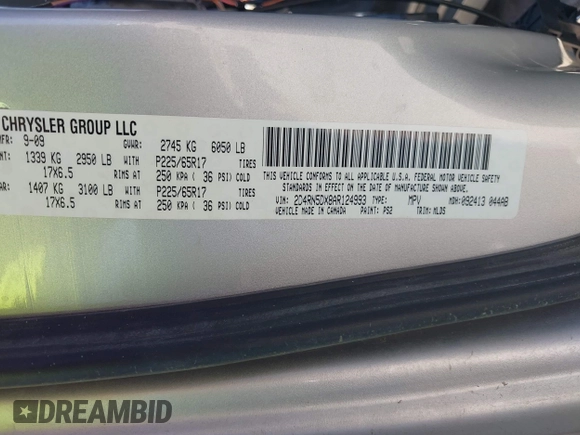 CHRYSLER GROUP LLC
MFR: 9-09 GVWR: 2745 KG 6050 LB
1339 KG 2950 LB WITH P225/65R17 TIRES
17X6.5 RIMS AT 250 KPA ( 36 PSI) COLD
1407 KG 3100 LB WITH P225/65R17 TIRES
17X6.5 RIMS AT 250 KPA ( 36 PSI) COLD
THIS VEHICLE CONFORMS TO ALL APPLICABLE U.S.A. FEDERAL MOTOR VEHICLE SAFETY
STANDARDS IN EFFECT ON THE DATE OF MANUFACTURE SHOWN ABOVE.
VIN: 2D4RN5DX8AR124993 TYPE: MPV MDH: 092413 044AB
VEHICLE MADE IN CANADA PAINT: PS2 TRIM: MLDS
DREAMBID